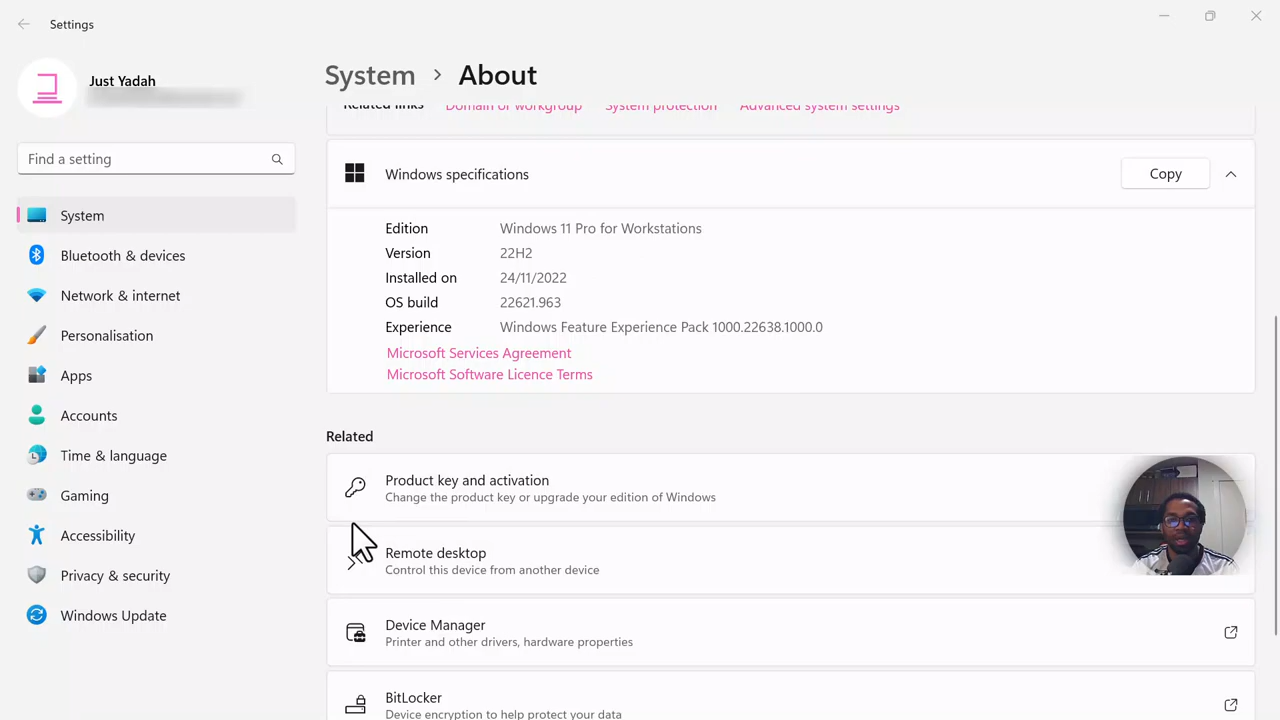 Settings
Just Yadah
Find a setting
System
Bluetooth & devices
Network & internet
Personalisation
Apps
Accounts
Time & language
Gaming
Accessibility
Privacy & security
Windows Update
System > About
Related links Domain or workgroup System protection Advanced system settings
Windows specifications Copy
Edition Windows 11 Pro for Workstations
Version 22H2
Installed on 24/11/2022
OS build 22621.963
Experience Windows Feature Experience Pack 1000.22638.1000.0
Microsoft Services Agreement
Microsoft Software Licence Terms
Related
Product key and activation
Change the product key or upgrade your edition of Windows
Remote desktop
Control this device from another device
Device Manager
Printer and other drivers, hardware properties
BitLocker
Device encryption to help protect your data